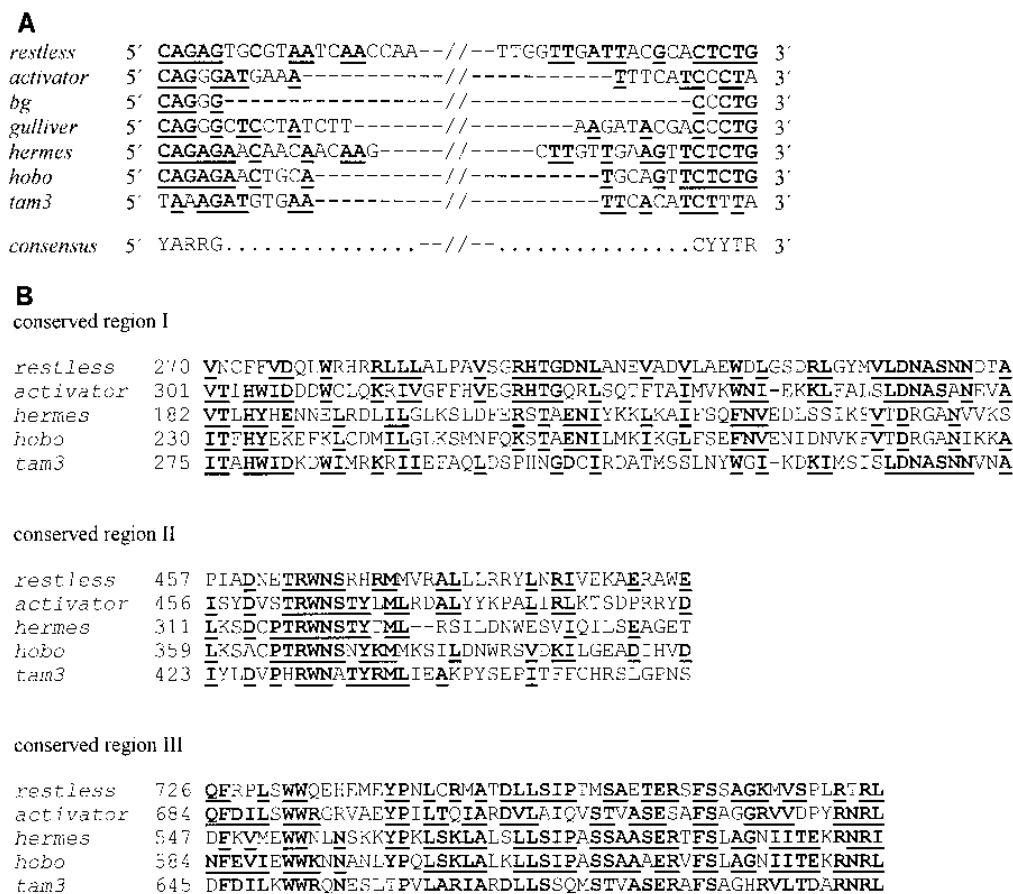 A
restless 5´ CAGAGTGCGTAATCAACCAA--//--TTGGTTGATTACGCACTCTG 3´
activator 5´ CAGGGATGAAA---------------//---------------TTTCATCCCTA 3´
bg 5´ CAGGG-----------------//-----------------CCCTG 3´
gulliver 5´ CAGGGCTCCTATCTT-------//-------AAGATACGACCCTG 3´
hermes 5´ CAGAGAACAACAACAAG-----//-----CTTGTTGAAGTTCTCTG 3´
hobo 5´ CAGAGAACTGCA----------//----------TGCAGTTCTCTG 3´
tam3 5´ TAAAGATGTGAA----------//----------TTCACATCTTTA 3´
consensus 5´ YARRG...............--//--...............CYYTR 3´
B
conserved region I
restless 270 VNCFFVDQLWRHRRLLLALPAVSGRHTGDNLANEVADVLAEWDLGSDRLGYMVLDNASNNDTA
activator 301 VTIHWIDDDWCLQKRIVGFFHVEGRHTGQRLSQTFTAIMVKWNI-EKKLFALSLDNASANEVA
hermes 182 VTLHYHENNELRDLILGLKSLDFERSTAENIYKKLKAIFSQFNVEDLSSIKFVTDRGANVVKS
hobo 230 ITFHYEKEFKLCDMILGLKSMNFQKSTAENILMKIKGLFSEFNVENIDNVKFVTDRGANIKKA
tam3 275 ITAHWIDKDWIMRKRIIEFAQLDSPHNGDCIRDATMSSLNYWGI-KDKIMSISLDNASNNVNA
conserved region II
restless 457 PIADNETRWNSRHRMMVRALLLRRYLNRIVEKAERAWE
activator 456 ISYDVSTRWNSTYLMLRDALYYKPALIRLKTSDPRRYD
hermes 311 LKSDCPTRWNSTYTML--RSILDNWESVIQILSEAGET
hobo 359 LKSACPTRWNSNYKMMKSILDNWRSVDKILGEADIHVD
tam3 423 IYLDVPHRWNATYRMLIEAKPYSEPITFFCHRSLGPNS
conserved region III
restless 726 QFRPLSWWQEHEMEYPNLCRMATDLLSIPTMSAETERSFSSAGKMVSPLRTRL
activator 684 QFDILSWWRGRVAEYPILTQIARDVLAIQVSTVASESAFSAGGRVVDPYRNRL
hermes 547 DFKVMEWWNLNSKKYPKLSKLALSLLSIPASSAASERTFSLAGNIITEKRNRI
hobo 584 NFEVIEWWKNNANLYPQLSKLALKLLSIPASSAAAERVFSLAGNIITEKRNRL
tam3 645 DFDILKWWRQNESLTPVLARIARDLLSSQMSTVASERAFSAGHRVLTDARNRL